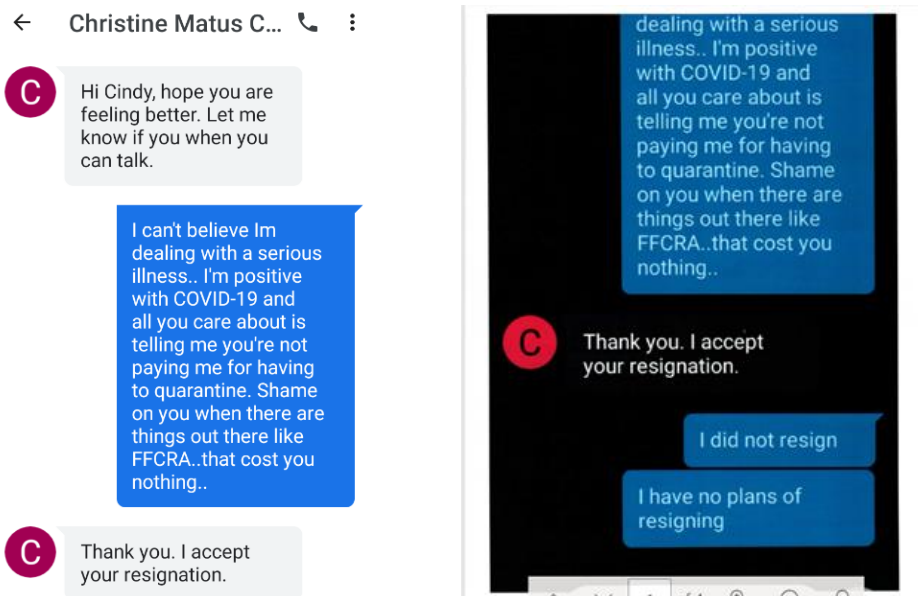 Christine Matus C...
C
Hi Cindy, hope you are
feeling better. Let me
know if you when you
can talk.
I can't believe Im
dealing with a serious
illness.. I'm positive
with COVID-19 and
all you care about is
telling me you're not
paying me for having
to quarantine. Shame
on you when there are
things out there like
FFCRA..that cost you
nothing..
C
Thank you. I accept
your resignation.
dealing with a serious
illness.. I'm positive
with COVID-19 and
all you care about is
telling me you're not
paying me for having
to quarantine. Shame
on you when there are
things out there like
FFCRA..that cost you
nothing..
C
Thank you. I accept
your resignation.
I did not resign
I have no plans of
resigning